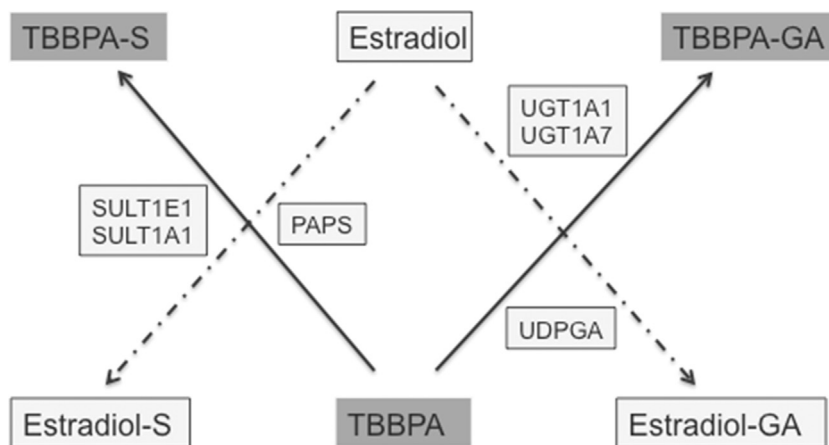 TBBPA-S
Estradiol
TBBPA-GA
UGT1A1
UGT1A7
SULT1E1
SULT1A1
PAPS
UDPGA
Estradiol-S
TBBPA
Estradiol-GA